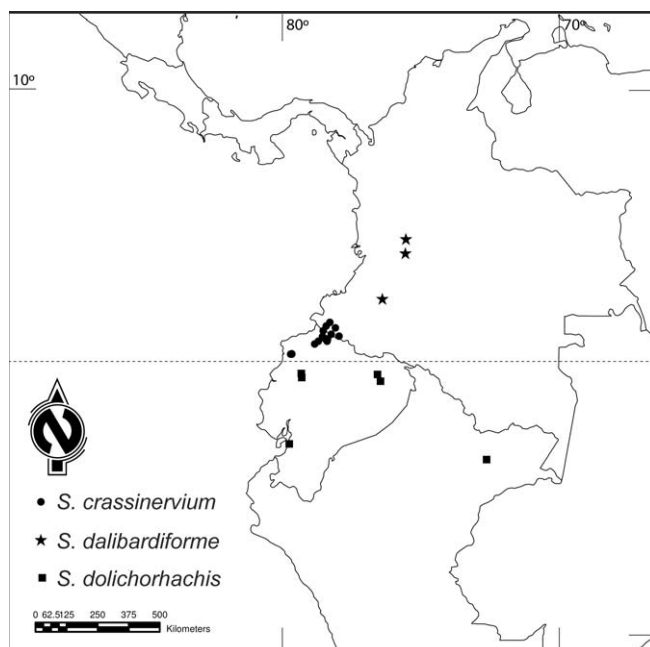 80º
70º
10º
N
S. crassinervium
S. dalibardiforme
S. dolichorhachis
0 62.5125 250 375 500
Kilometers